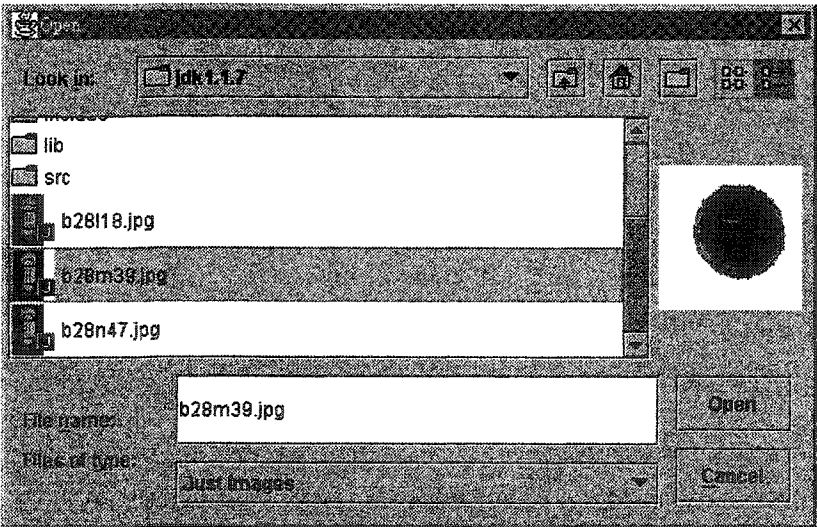 Open
Look in: jdk1.1.7
include
lib
src
b28l18.jpg
b28m39.jpg
b28n47.jpg
File name: b28m39.jpg
Open
Files of type: Just Images
Cancel